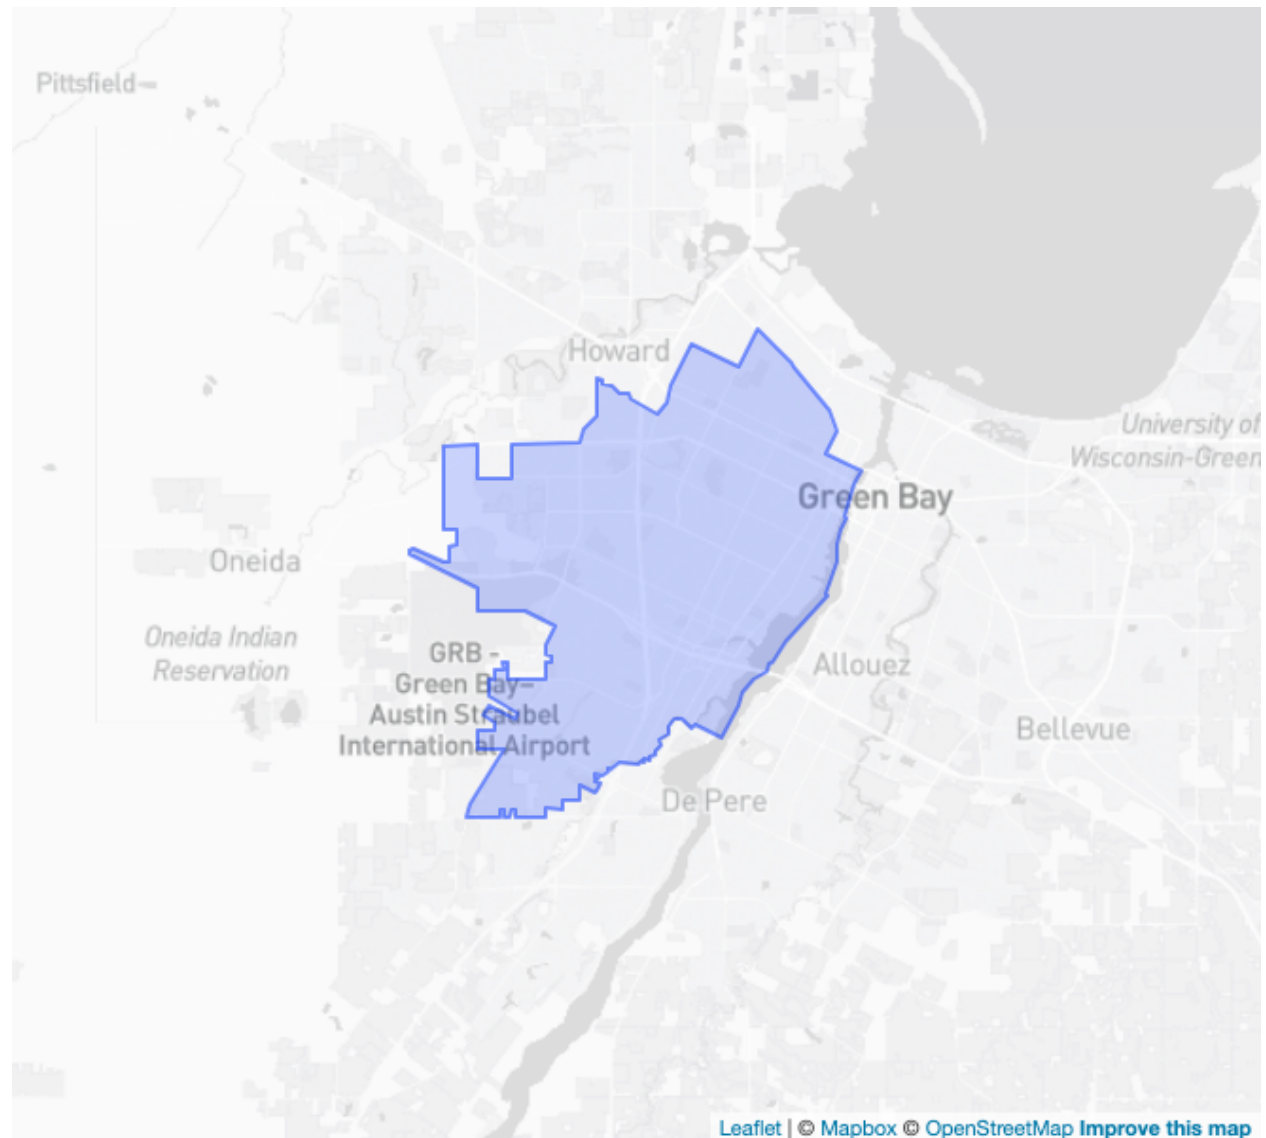 Pittsfield
Howard
University of
Wisconsin-Green
Green Bay
Oneida
Oneida Indian
Reservation
GRB -
Green Bay–
Austin Straubel
International Airport
Allouez
Bellevue
De Pere
Leaflet | © Mapbox © OpenStreetMap Improve this map